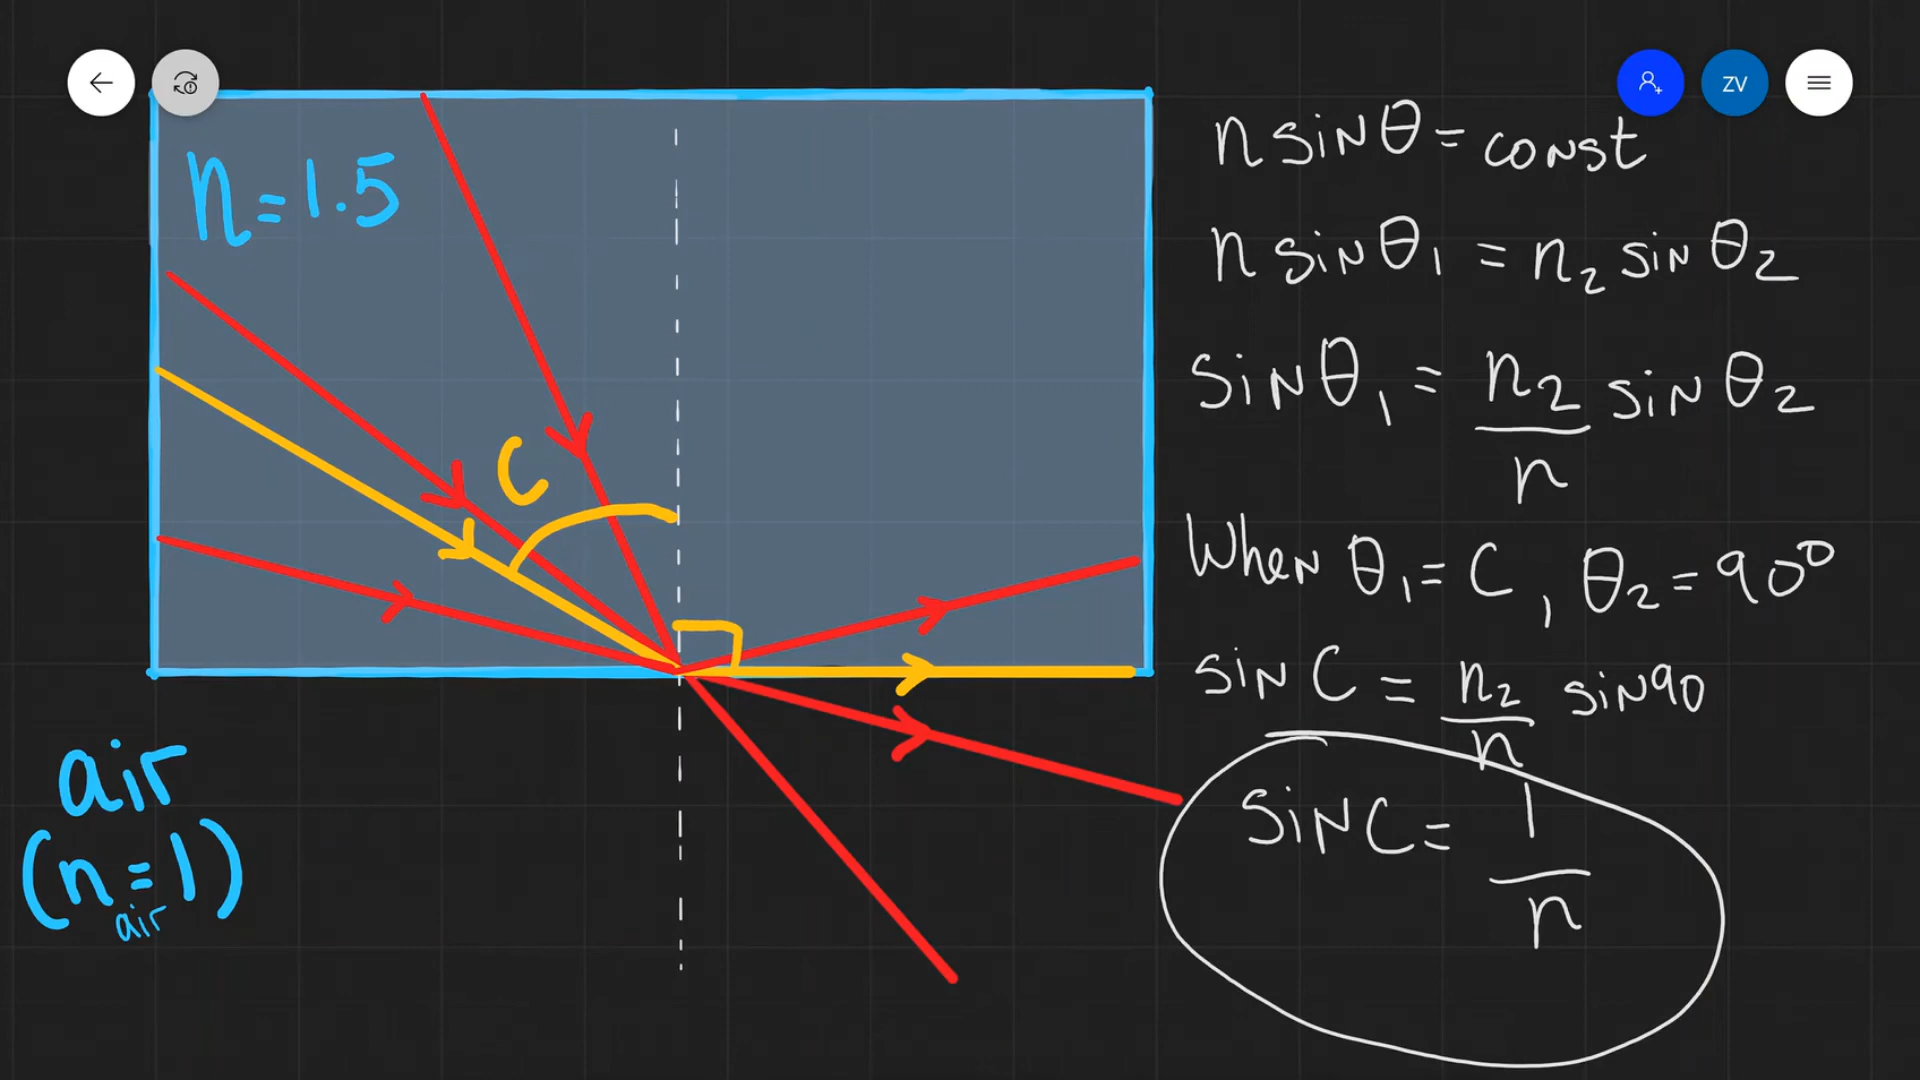 ZV
n = 1.5
C
air
(n = 1)
air
n sinθ = const
n sinθ₁ = n₂ sinθ₂
sinθ₁ = n₂/n sinθ₂
When θ₁ = C, θ₂ = 90°
sin C = n₂/n sin90
sin C = 1/n